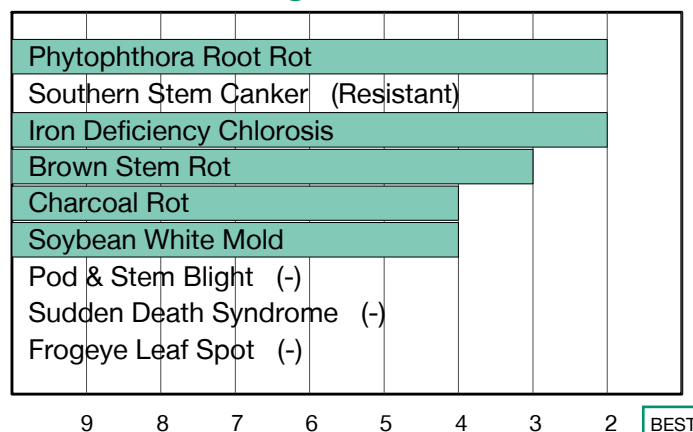 Phytophthora Root Rot
Southern Stem Canker (Resistant)
Iron Deficiency Chlorosis
Brown Stem Rot
Charcoal Rot
Soybean White Mold
Pod & Stem Blight (-)
Sudden Death Syndrome (-)
Frogeye Leaf Spot (-)
9 8 7 6 5 4 3 2 BEST